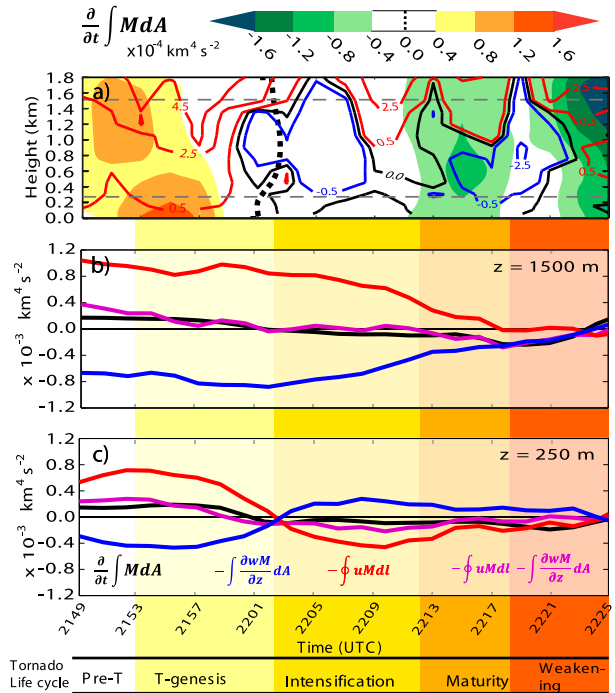 ∂/∂t ∫ MdA
x10⁻⁴ km⁴ s⁻²
-1.6 -1.2 -0.8 -0.4 0.0 0.4 0.8 1.2 1.6
a)
Height (km)
1.8
1.6
1.4
1.2
1.0
0.8
0.6
0.4
0.2
0.0
4.5
2.5
0.5
-0.5
2.5
0.5
0.0
-0.5
-2.5
2.5
0.5
b)
z = 1500 m
× 10⁻³ km⁴ s⁻²
1.2
0.8
0.4
0.0
-0.4
-0.8
-1.2
c)
z = 250 m
× 10⁻³ km⁴ s⁻²
1.2
0.8
0.4
0.0
-0.4
-0.8
-1.2
∂/∂t ∫ MdA -∫ ∂wM/∂z dA -∮ uMdl -∮ uMdl -∫ ∂wM/∂z dA
2149 2153 2157 2201 2205 2209 2213 2217 2221 2225
Time (UTC)
Tornado
Life cycle
Pre-T
T-genesis
Intensification
Maturity
Weaken-
ing